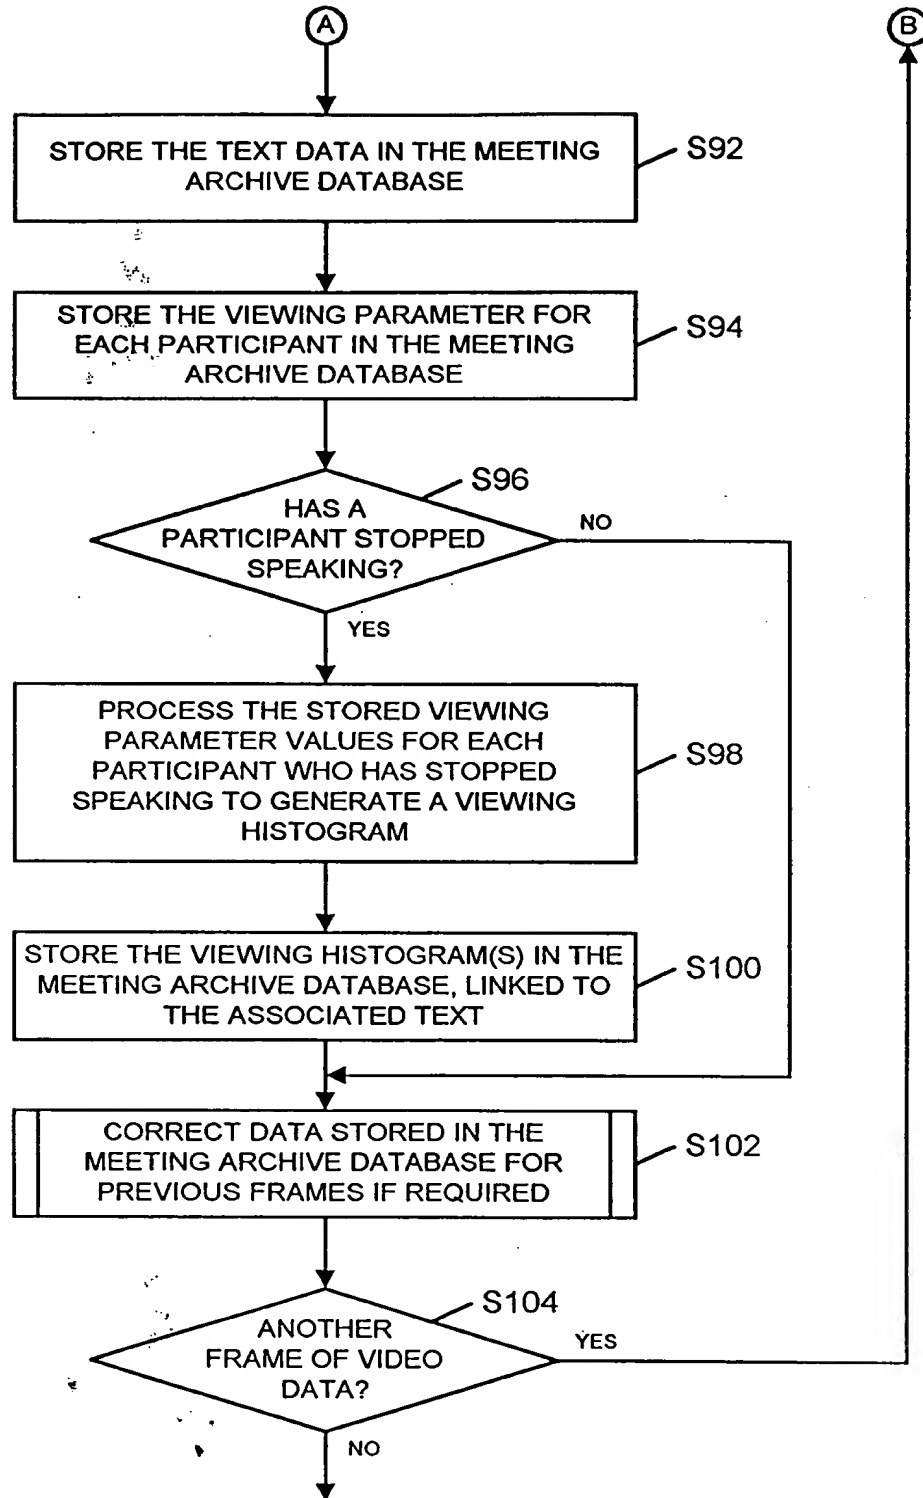 A
B
STORE THE TEXT DATA IN THE MEETING
ARCHIVE DATABASE
S92
STORE THE VIEWING PARAMETER FOR
EACH PARTICIPANT IN THE MEETING
ARCHIVE DATABASE
S94
S96
HAS A
PARTICIPANT STOPPED
SPEAKING?
NO
YES
PROCESS THE STORED VIEWING
PARAMETER VALUES FOR EACH
PARTICIPANT WHO HAS STOPPED
SPEAKING TO GENERATE A VIEWING
HISTOGRAM
S98
STORE THE VIEWING HISTOGRAM(S) IN THE
MEETING ARCHIVE DATABASE, LINKED TO
THE ASSOCIATED TEXT
S100
CORRECT DATA STORED IN THE
MEETING ARCHIVE DATABASE FOR
PREVIOUS FRAMES IF REQUIRED
S102
S104
ANOTHER
FRAME OF VIDEO
DATA?
YES
NO